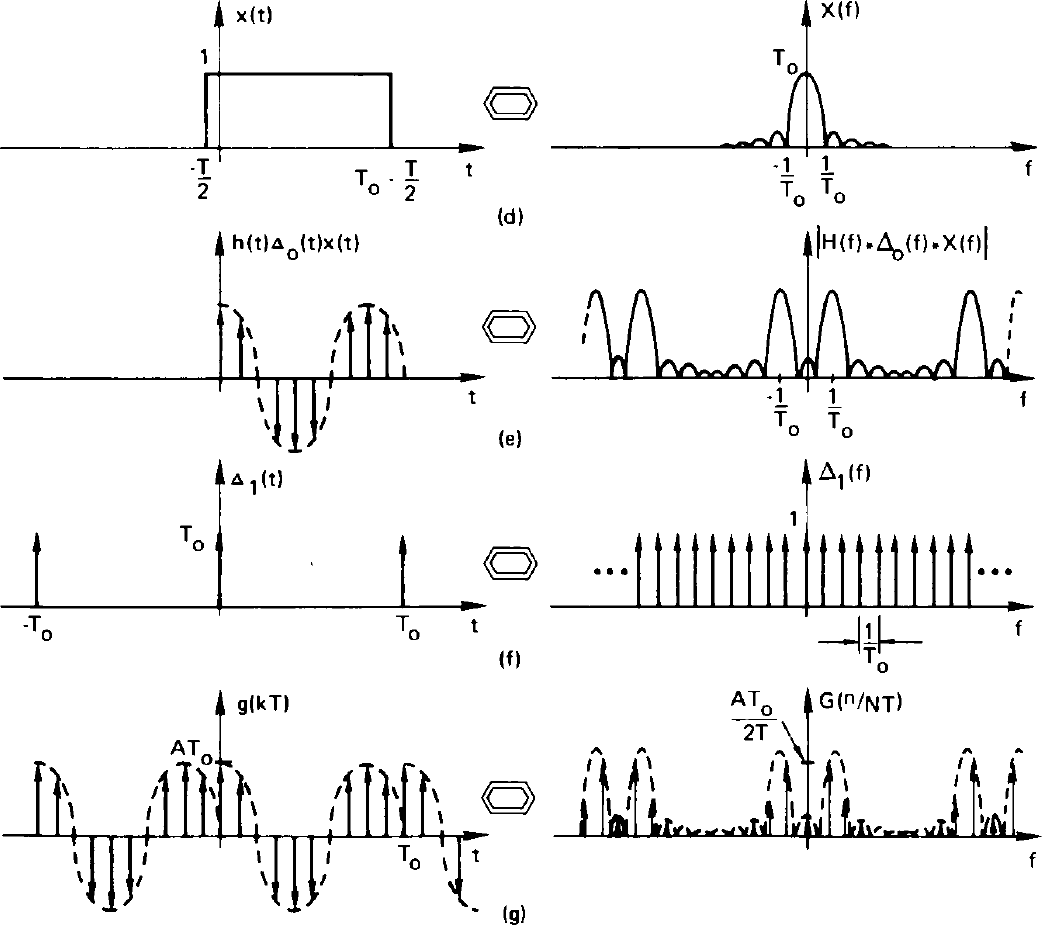 x(t)
X(f)
1
T₀
-T/2
T₀ - T/2
t
-1/T₀
1/T₀
f
(d)
h(t)Δ₀(t)x(t)
|H(f)*Δ₀(f)*X(f)|
t
-1/T₀
1/T₀
f
(e)
Δ₁(t)
Δ₁(f)
T₀
1
-T₀
T₀
t
f
1/T₀
(f)
g(kT)
G(n/NT)
AT₀
AT₀/2T
T₀
t
f
(g)